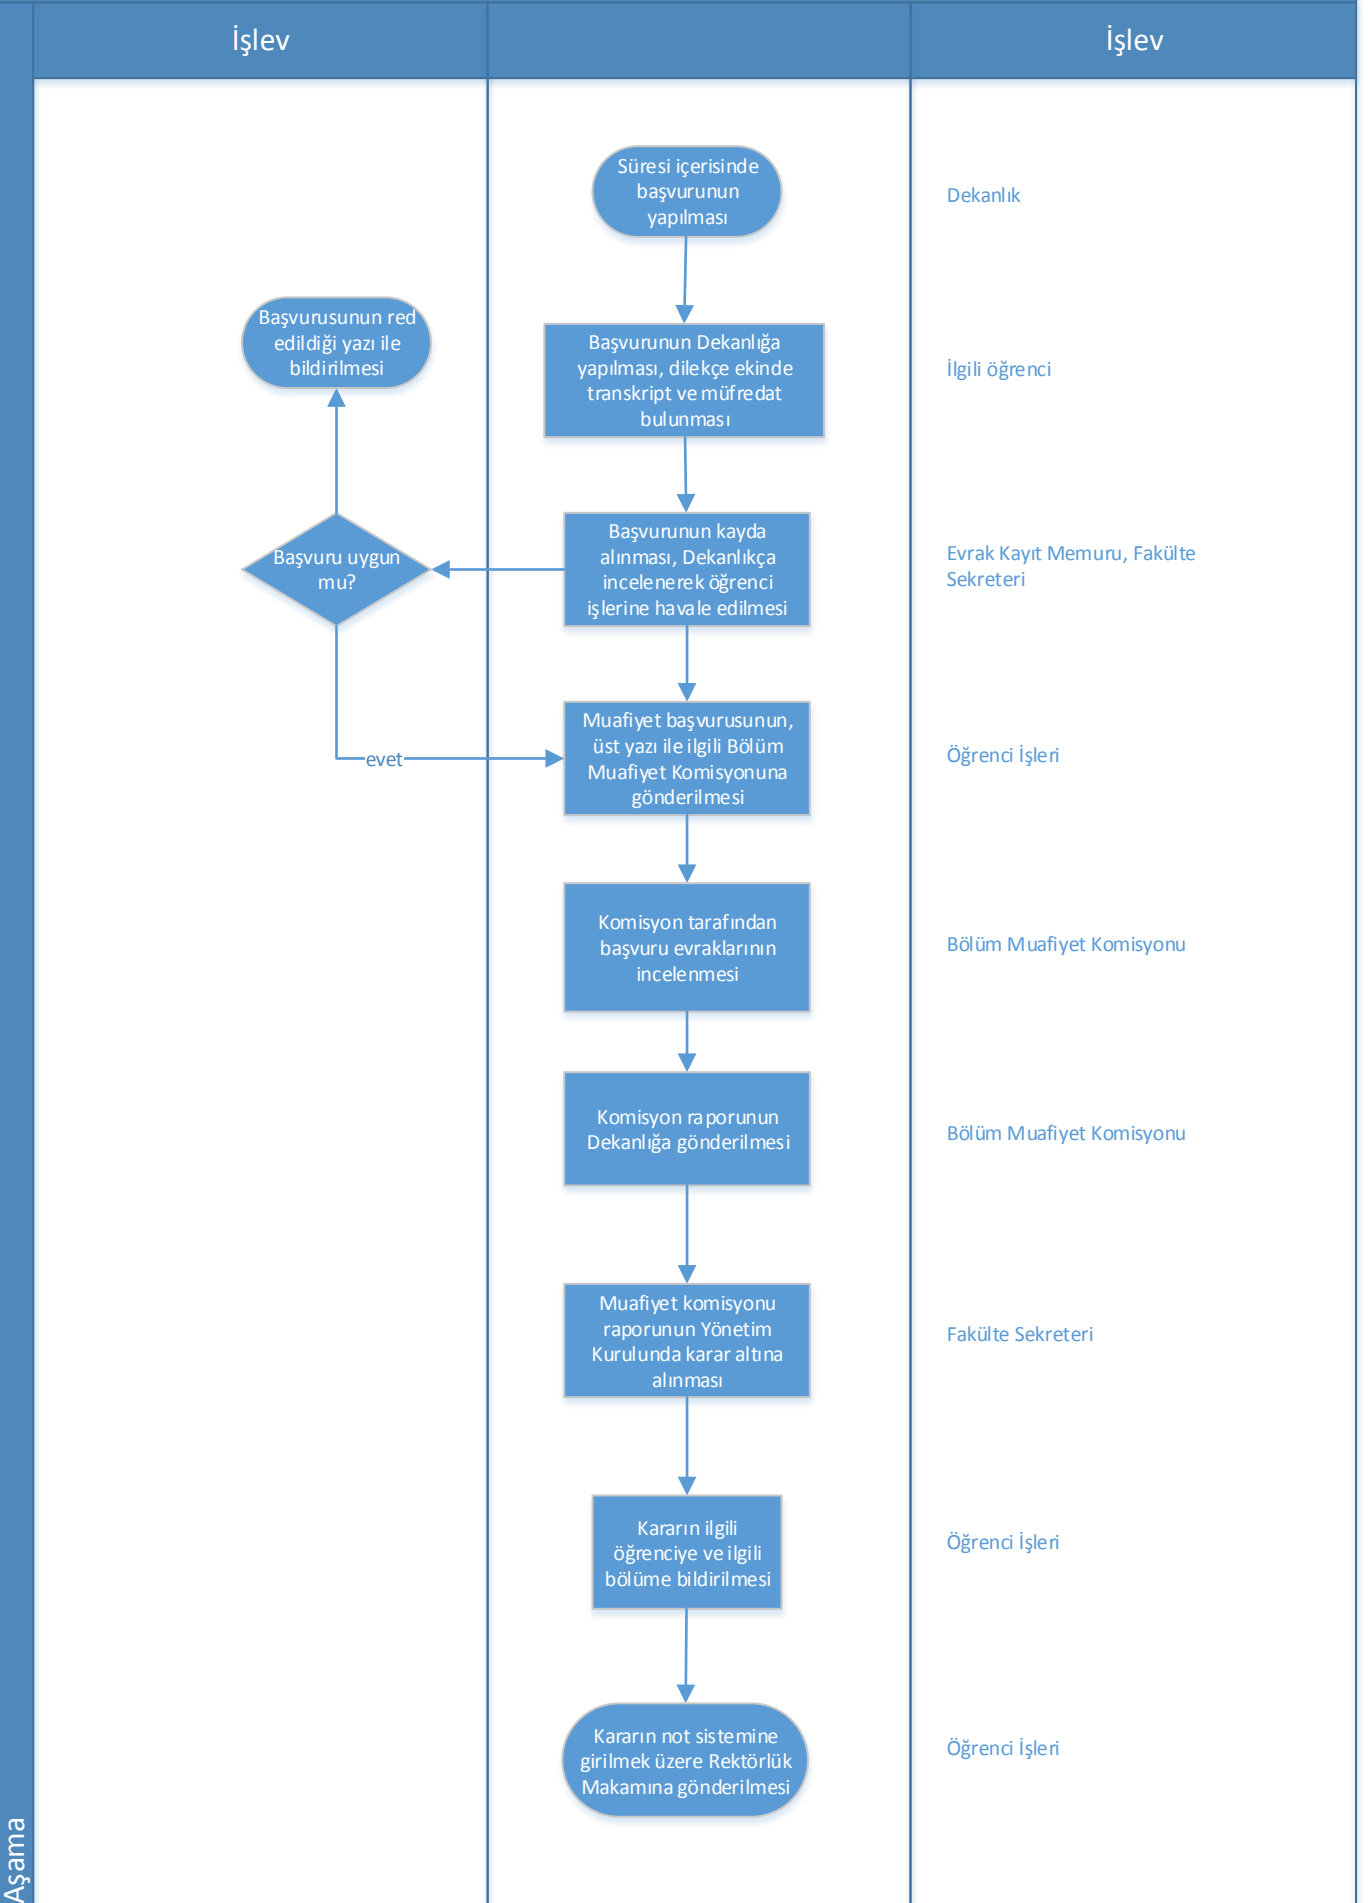 İşlev
İşlev
Süresi içerisinde
başvurunun
yapılması
Dekanlık
Başvurusunun red
edildiği yazı ile
bildirilmesi
Başvurunun Dekanlığa
yapılması, dilekçe ekinde
transkript ve müfredat
bulunması
İlgili öğrenci
Başvuru uygun
mu?
Başvurunun kayda
alınması, Dekanlıkça
incelenerek öğrenci
işlerine havale edilmesi
Evrak Kayıt Memuru, Fakülte
Sekreteri
evet
Muafiyet başvurusunun,
üst yazı ile ilgili Bölüm
Muafiyet Komisyonuna
gönderilmesi
Öğrenci İşleri
Komisyon tarafından
başvuru evraklarının
incelenmesi
Bölüm Muafiyet Komisyonu
Komisyon raporunun
Dekanlığa gönderilmesi
Bölüm Muafiyet Komisyonu
Muafiyet komisyonu
raporunun Yönetim
Kurulunda karar altına
alınması
Fakülte Sekreteri
Kararın ilgili
öğrenciye ve ilgili
bölüme bildirilmesi
Öğrenci İşleri
Kararın not sistemine
girilmek üzere Rektörlük
Makamına gönderilmesi
Öğrenci İşleri
Aşama